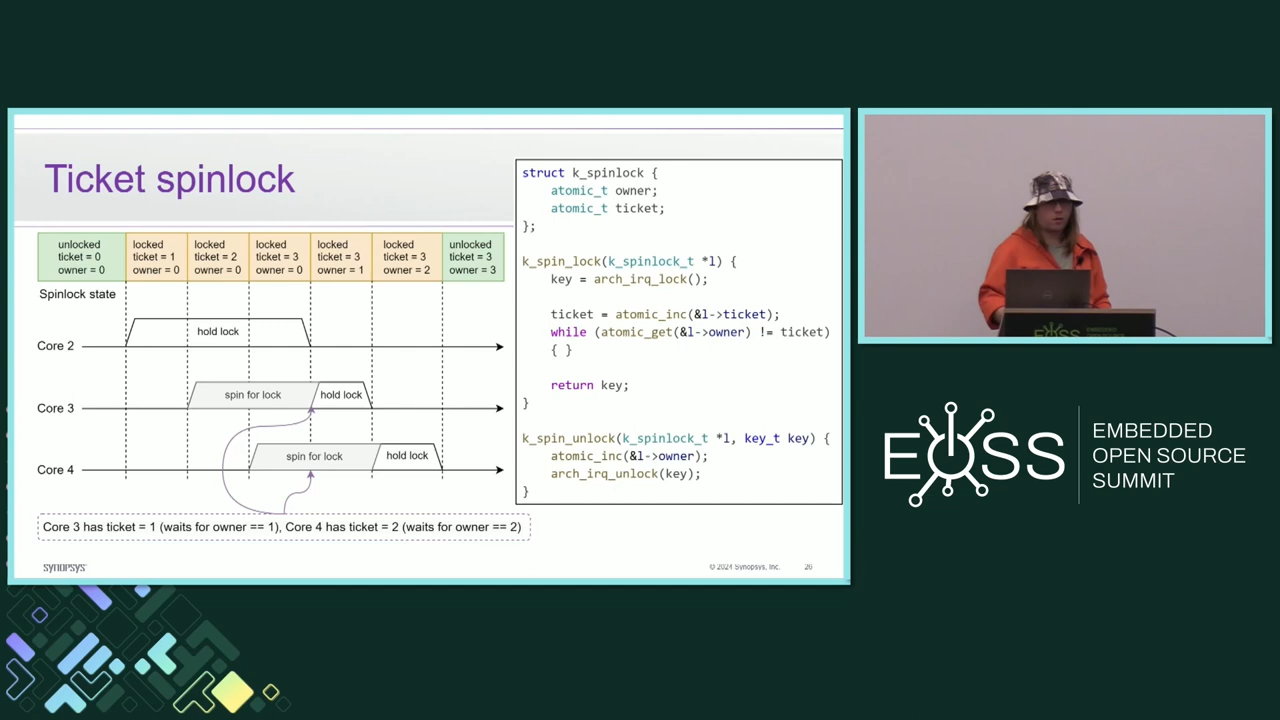 Ticket spinlock
unlocked
ticket = 0
owner = 0
locked
ticket = 1
owner = 0
locked
ticket = 2
owner = 0
locked
ticket = 3
owner = 0
locked
ticket = 3
owner = 1
locked
ticket = 3
owner = 2
unlocked
ticket = 3
owner = 3
Spinlock state
Core 2
hold lock
Core 3
spin for lock
hold lock
Core 4
spin for lock
hold lock
Core 3 has ticket = 1 (waits for owner == 1), Core 4 has ticket = 2 (waits for owner == 2)
struct k_spinlock {
    atomic_t owner;
    atomic_t ticket;
};
k_spin_lock(k_spinlock_t *l) {
    key = arch_irq_lock();
    ticket = atomic_inc(&l->ticket);
    while (atomic_get(&l->owner) != ticket)
    { }
    return key;
}
k_spin_unlock(k_spinlock_t *l, key_t key) {
    atomic_inc(&l->owner);
    arch_irq_unlock(key);
}
SYNOPSYS
© 2024 Synopsys, Inc.
26
EOSS
EOSS
EMBEDDED
OPEN SOURCE
SUMMIT